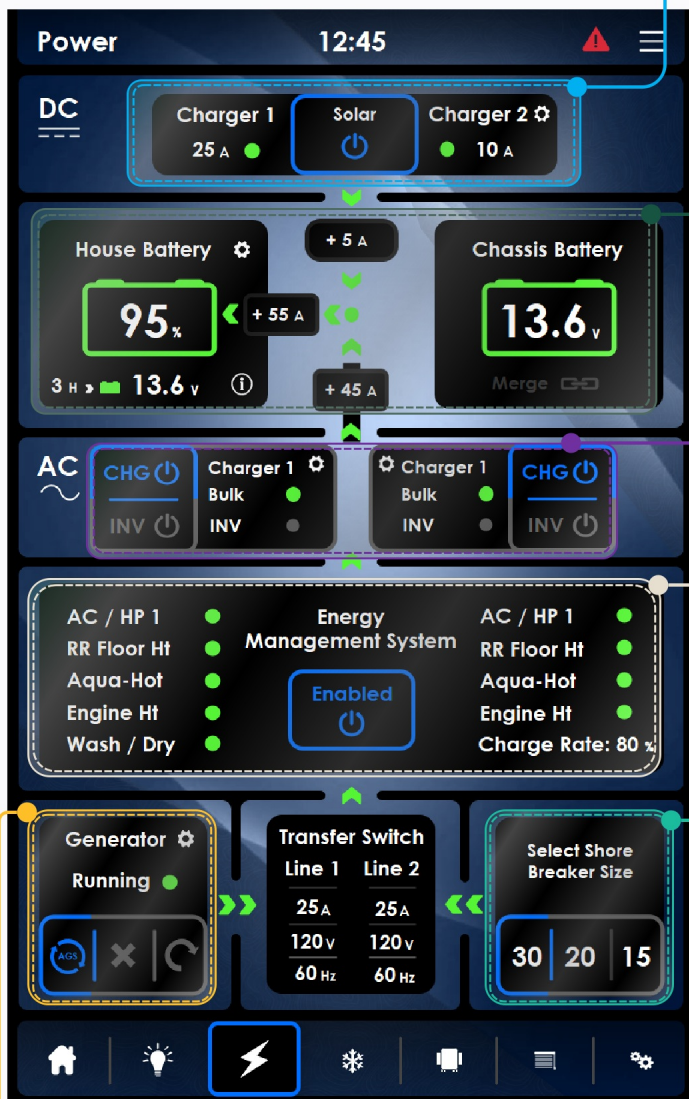 Power 12:45
DC
Charger 1 Solar Charger 2
25 A 10 A
+ 5 A
House Battery Chassis Battery
95 % + 55 A 13.6 v
3 H 13.6 v i + 45 A Merge
AC
CHG Charger 1 Charger 1 CHG
Bulk Bulk
INV INV INV INV
AC / HP 1 Energy AC / HP 1
RR Floor Ht Management System RR Floor Ht
Aqua-Hot Enabled Aqua-Hot
Engine Ht Engine Ht
Wash / Dry Charge Rate: 80 %
Generator Transfer Switch Select Shore
Running Line 1 Line 2 Breaker Size
25 A 25 A
AGS 120 v 120 v 30 20 15
60 Hz 60 Hz